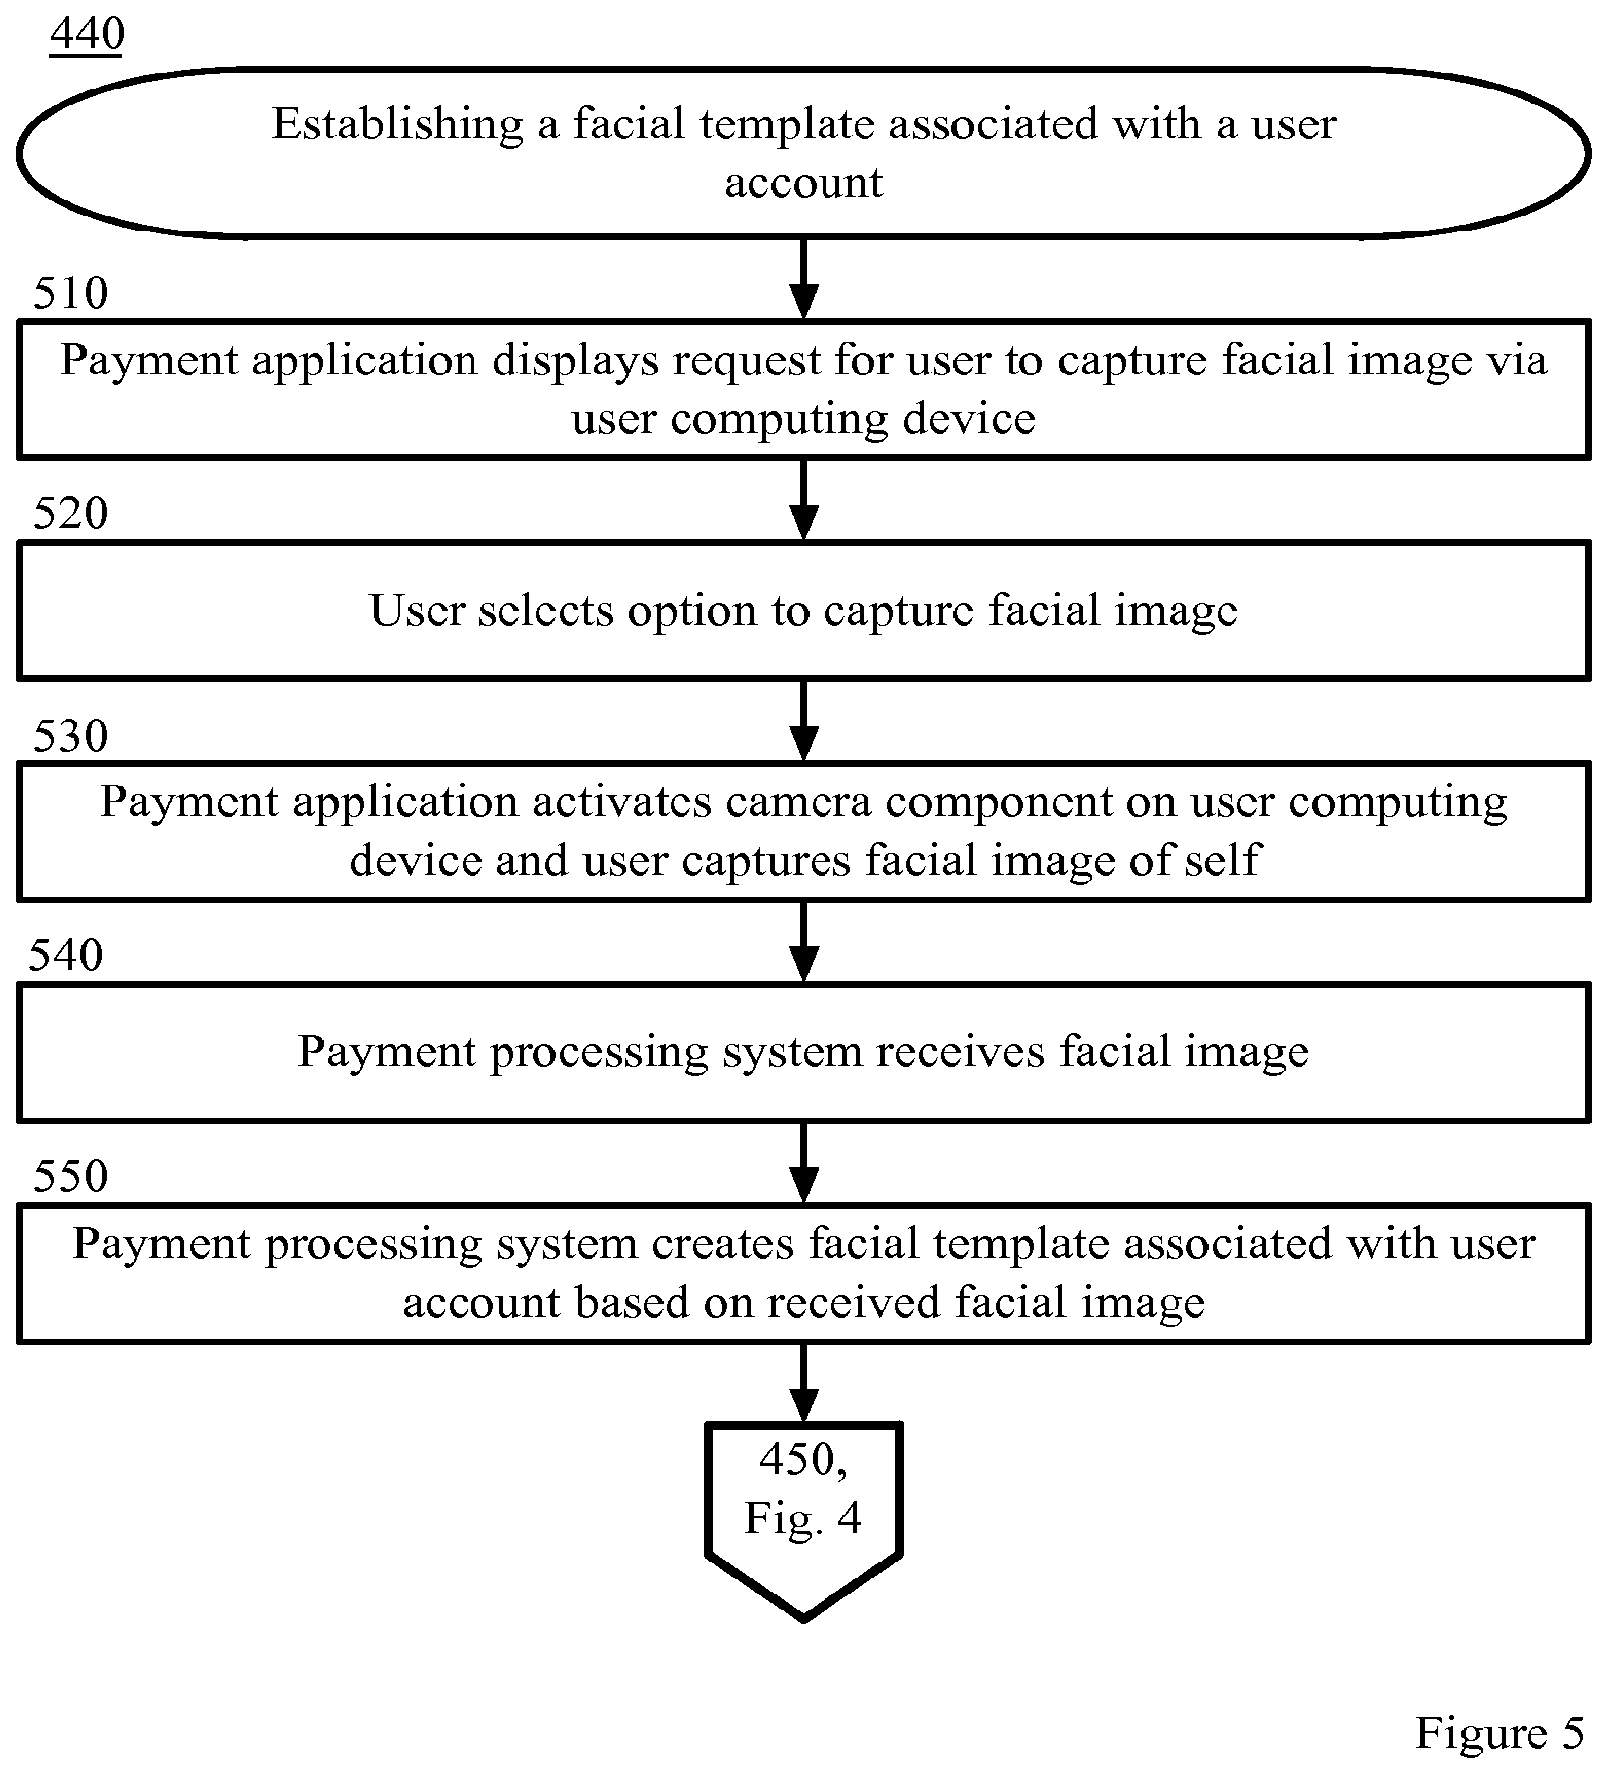 440
Establishing a facial template associated with a user
account
510
Payment application displays request for user to capture facial image via
user computing device
520
User selects option to capture facial image
530
Payment application activates camera component on user computing
device and user captures facial image of self
540
Payment processing system receives facial image
550
Payment processing system creates facial template associated with user
account based on received facial image
450,
Fig. 4
Figure 5